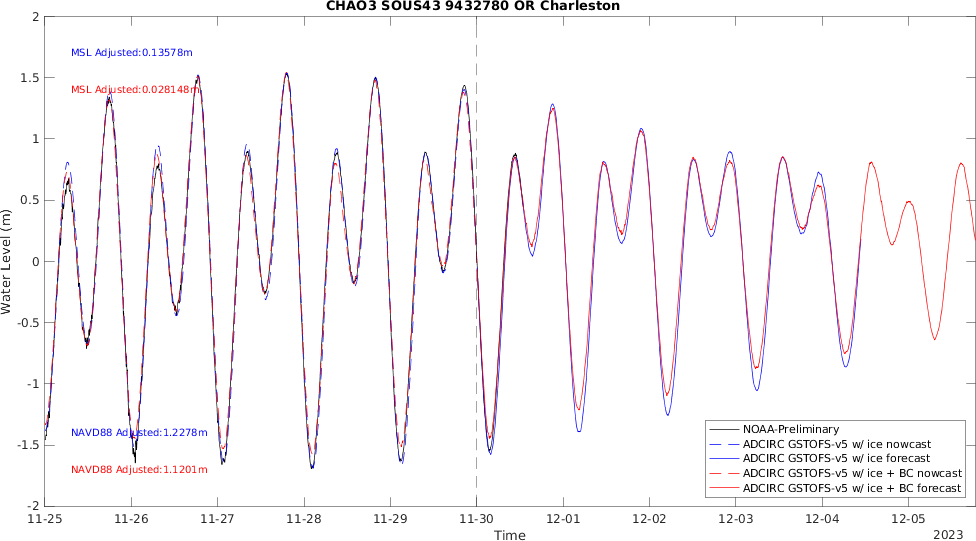 CHAO3 SOUS43 9432780 OR Charleston
2
1.5
1
0.5
0
-0.5
-1
-1.5
-2
Water Level (m)
MSL Adjusted:0.13578m
MSL Adjusted:0.028148m
NAVD88 Adjusted:1.2278m
NAVD88 Adjusted:1.1201m
NOAA-Preliminary
ADCIRC GSTOFS-v5 w/ ice nowcast
ADCIRC GSTOFS-v5 w/ ice forecast
ADCIRC GSTOFS-v5 w/ ice + BC nowcast
ADCIRC GSTOFS-v5 w/ ice + BC forecast
11-25 11-26 11-27 11-28 11-29 11-30 12-01 12-02 12-03 12-04 12-05
Time
2023